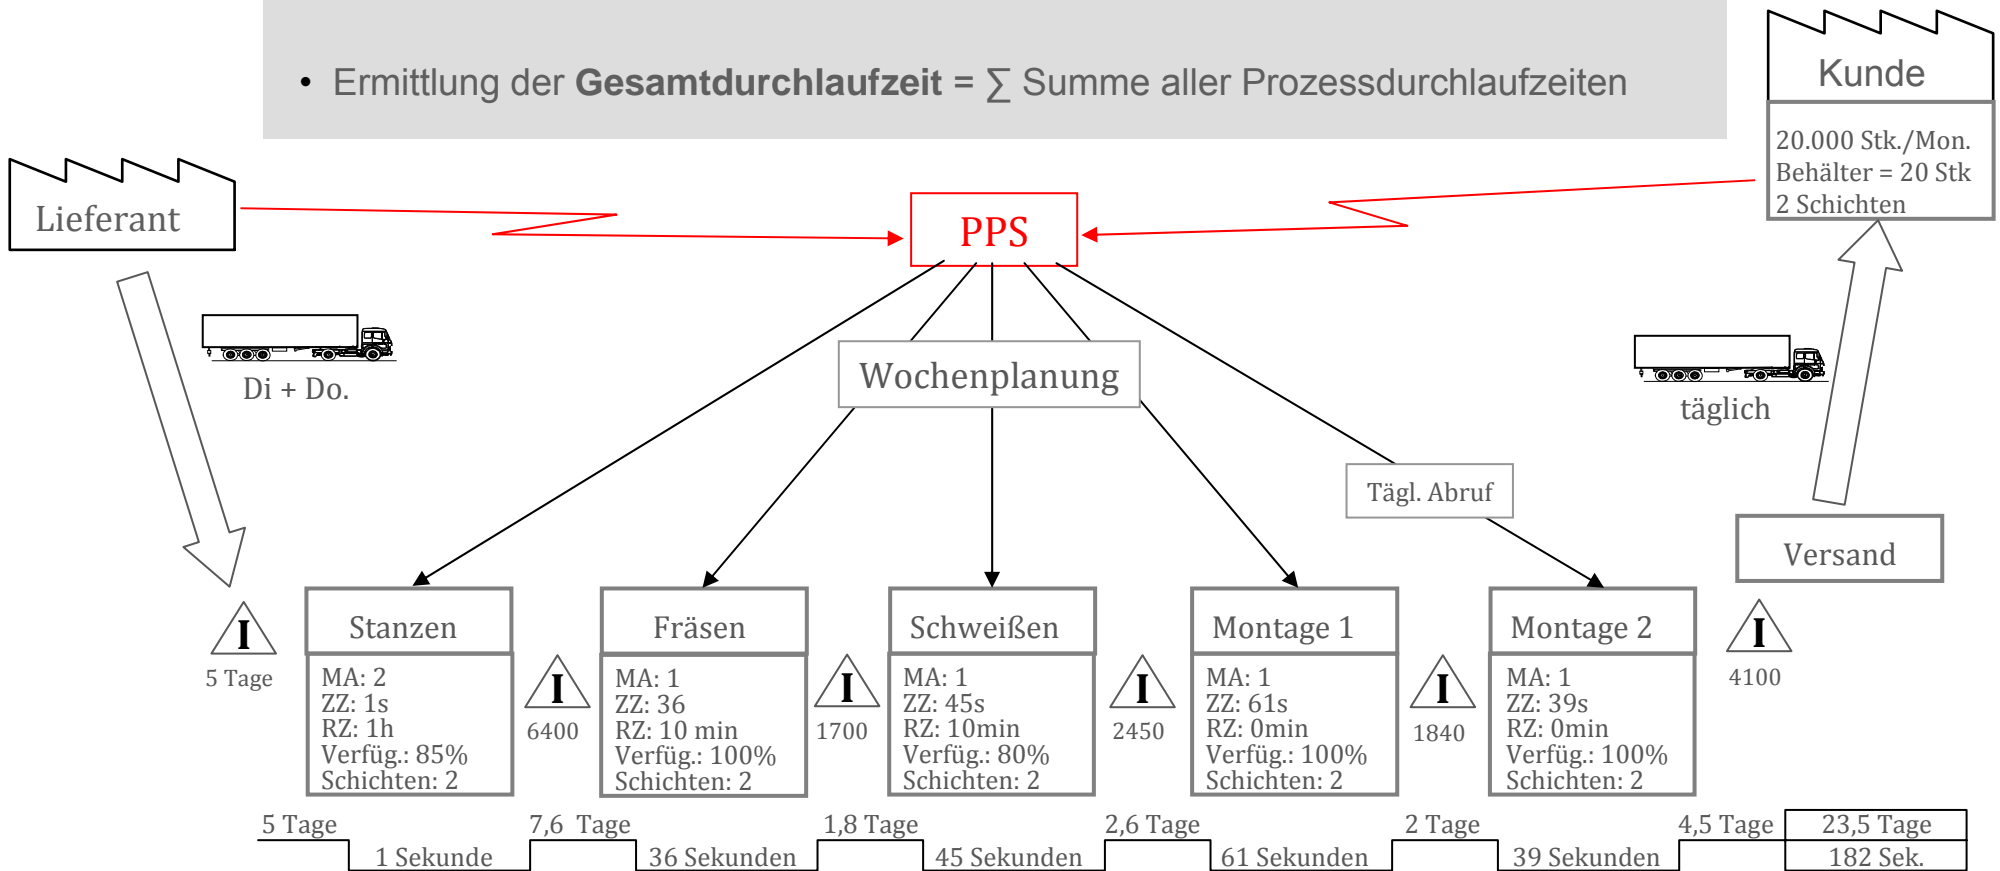 • Ermittlung der Gesamtdurchlaufzeit = ∑ Summe aller Prozessdurchlaufzeiten
Kunde
20.000 Stk./Mon.
Behälter = 20 Stk
2 Schichten
Lieferant
PPS
Di + Do.
Wochenplanung
täglich
Tägl. Abruf
Versand
I
5 Tage
Stanzen
MA: 2
ZZ: 1s
RZ: 1h
Verfüg.: 85%
Schichten: 2
I
6400
Fräsen
MA: 1
ZZ: 36
RZ: 10 min
Verfüg.: 100%
Schichten: 2
I
1700
Schweißen
MA: 1
ZZ: 45s
RZ: 10min
Verfüg.: 80%
Schichten: 2
I
2450
Montage 1
MA: 1
ZZ: 61s
RZ: 0min
Verfüg.: 100%
Schichten: 2
I
1840
Montage 2
MA: 1
ZZ: 39s
RZ: 0min
Verfüg.: 100%
Schichten: 2
I
4100
5 Tage 7,6 Tage 1,8 Tage 2,6 Tage 2 Tage 4,5 Tage 23,5 Tage
1 Sekunde 36 Sekunden 45 Sekunden 61 Sekunden 39 Sekunden 182 Sek.